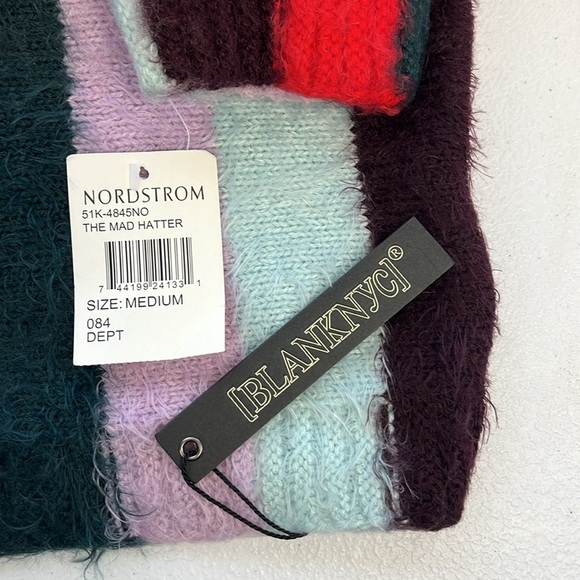 NORDSTROM
51K-4845NO
THE MAD HATTER
7 44199 24133 1
SIZE: MEDIUM
084
DEPT
[BLANKNYC]®